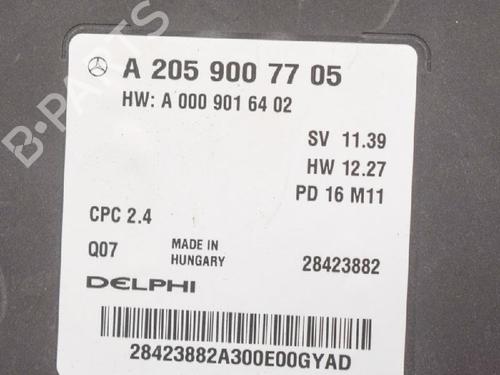 A 205 900 77 05
HW: A 000 901 64 02
SV 11.39
HW 12.27
PD 16 M11
CPC 2.4
Q07
MADE IN
HUNGARY
28423882
DELPHI
28423882A300E00GYAD
B-PARTS